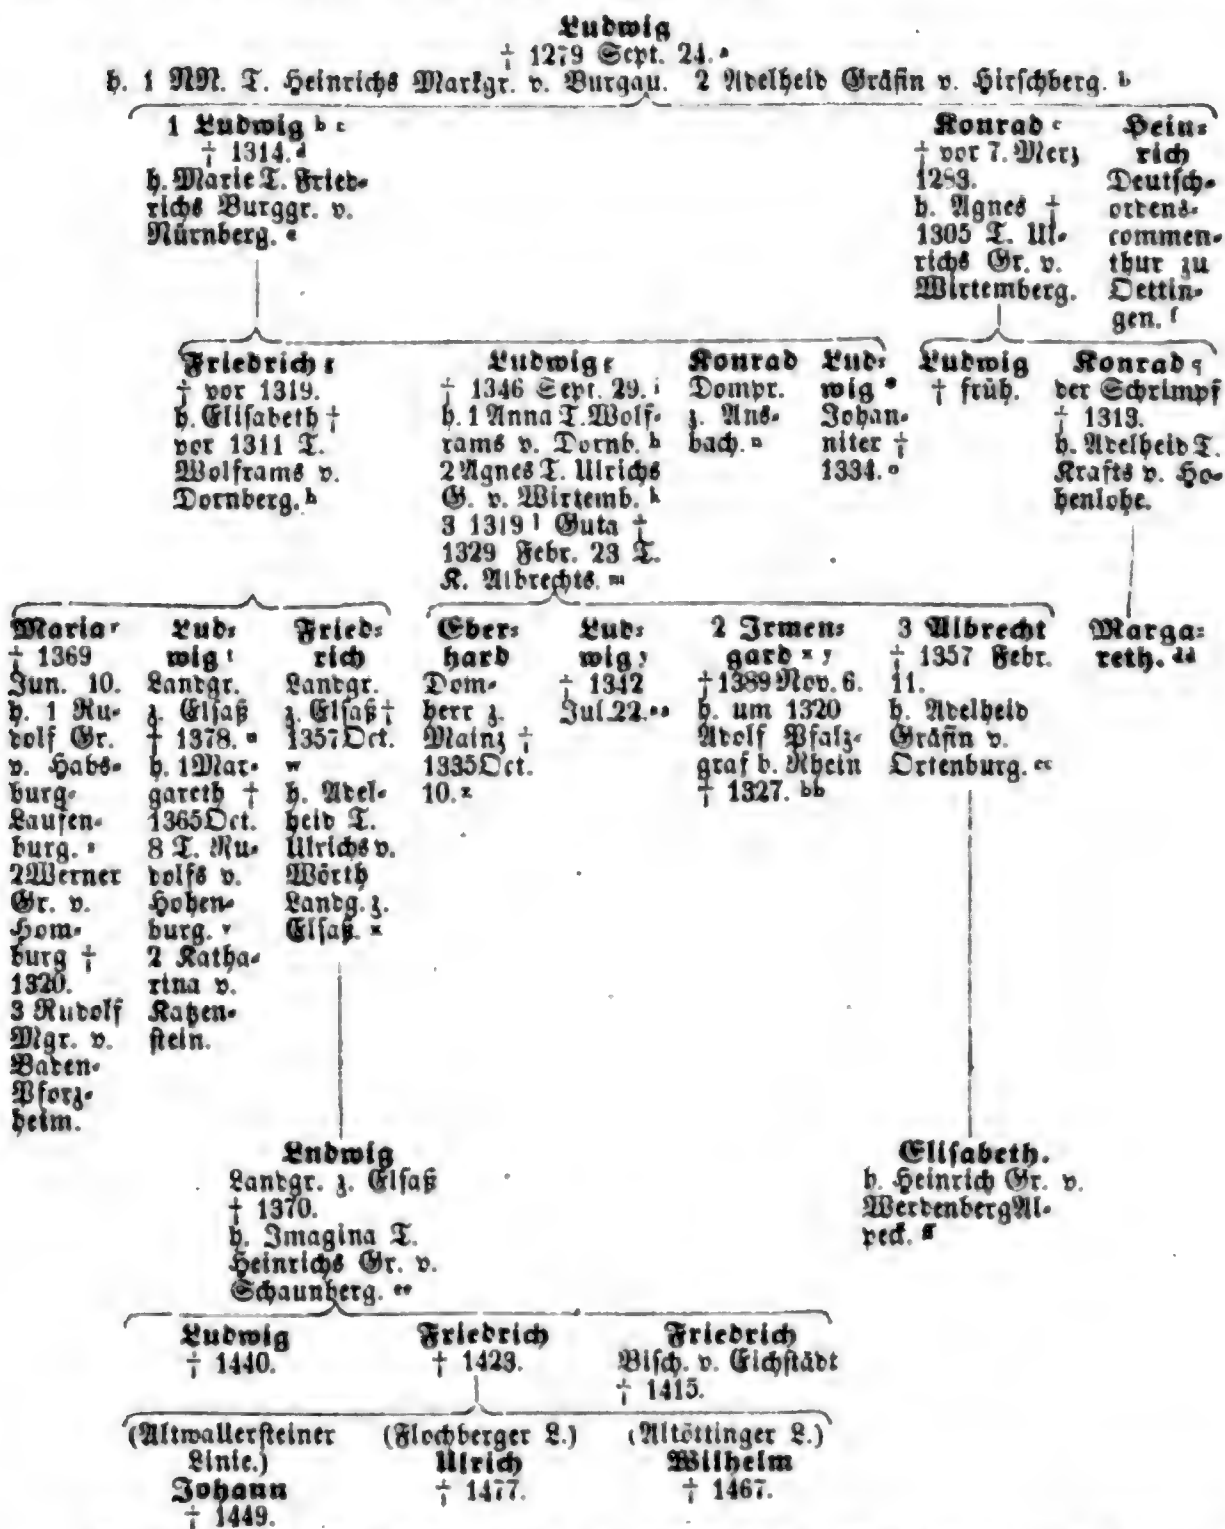 Ludwig
† 1279 Sept. 24. a
h. 1 NN. T. Heinrichs Markgr. v. Burgau. 2 Adelheid Gräfin v. Hirschberg. b
1 Ludwig b c
† 1314. d
h. Marie T. Fried-
richs Burggr. v.
Nürnberg. e
Konrad c
† vor 7. Merz
1283.
h. Agnes †
1305 T. Ul-
richs Gr. v.
Wirtemberg.
Hein-
rich
Deutsch-
ordens-
commen-
thur zu
Oettin-
gen. f
Friedrich g
† vor 1319.
h. Elisabeth †
vor 1311 T.
Wolframs v.
Dornberg. h
Ludwig g
† 1346 Sept. 29. i
h. 1 Anna T. Wolf-
rams v. Dornb. h
2 Agnes T. Ulrichs
G. v. Wirtemb. k
3 1319 l Guta †
1329 Febr. 23 T.
K. Albrechts. m
Konrad
Dompr.
z. Ans-
bach. n
Lud-
wig
Johan-
niter †
1334. o
Ludwig
† früh.
Konrad q
der Schrimpf
† 1313.
h. Adelheid T.
Krafts v. Ho-
henlohe.
Maria r
† 1369
Jun. 10.
h. 1 Ru-
dolf Gr.
v. Habs-
burg-
Laufen-
burg. s
2 Werner
Gr. v.
Hom-
burg †
1320.
3 Rudolf
Mgr. v.
Baden-
Pforz-
heim.
Lud-
wig t
Landgr.
z. Elsaß
† 1378. u
h. 1 Mar-
gareth †
1365 Oct.
8 T. Ru-
dolfs v.
Hohen-
burg. v
2 Katha-
rina v.
Katzen-
stein.
Fried-
rich
Landgr.
z. Elsaß †
1357 Oct.
w
h. Adel-
heid T.
Ulrichs v.
Wörth
Landg. z.
Elsaß. x
Eber-
hard
Dom-
herr z.
Mainz †
1335 Oct.
10. z
Lud-
wig y
† 1342
Jul. 22. aa
2 Irmen-
gard x y
† 1389 Nov. 6.
h. um 1320
Adolf Pfalz-
graf b. Rhein
† 1327. bb
3 Albrecht
† 1357 Febr.
11.
h. Adelheid
Gräfin v.
Ortenburg. cc
Marga-
reth. dd
Ludwig
Landgr. z. Elsaß
† 1370.
h. Imagina T.
Heinrichs Gr. v.
Schaunberg. ee
Elisabeth.
h. Heinrich Gr. v.
Werdenberg Al-
peck. ff
Ludwig
† 1440.
Friedrich
† 1423.
Friedrich
Bisch. v. Eichstädt
† 1415.
(Altwallersteiner
Linie.)
Johann
† 1449.
(Flochberger L.)
Ulrich
† 1477.
(Altöttinger L.)
Wilhelm
† 1467.